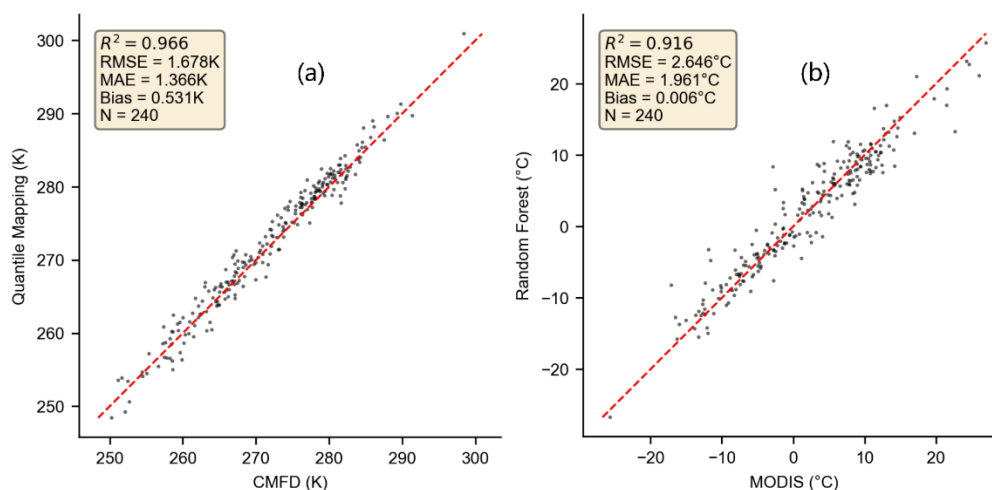 R² = 0.966
RMSE = 1.678K
MAE = 1.366K
Bias = 0.531K
N = 240
(a)
300
290
280
270
260
250
Quantile Mapping (K)
250 260 270 280 290 300
CMFD (K)
R² = 0.916
RMSE = 2.646°C
MAE = 1.961°C
Bias = 0.006°C
N = 240
(b)
20
10
0
−10
−20
Random Forest (°C)
−20 −10 0 10 20
MODIS (°C)